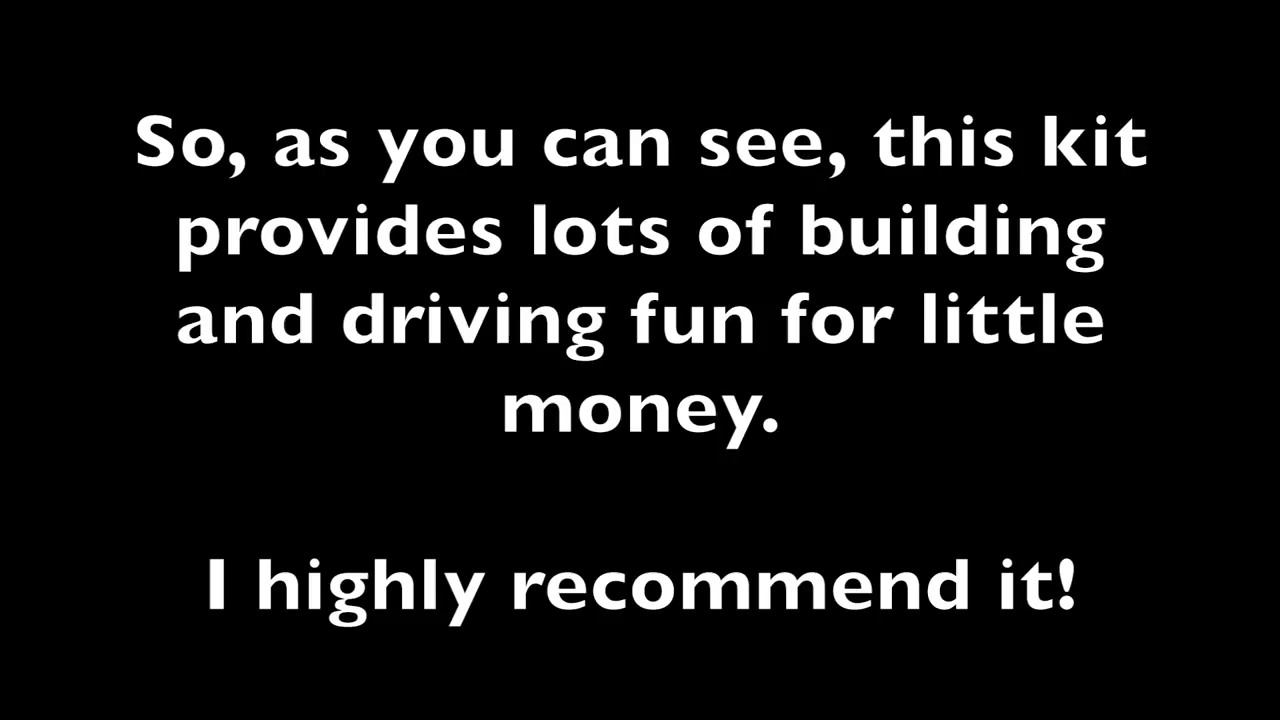 So, as you can see, this kit
provides lots of building
and driving fun for little
money.
I highly recommend it!